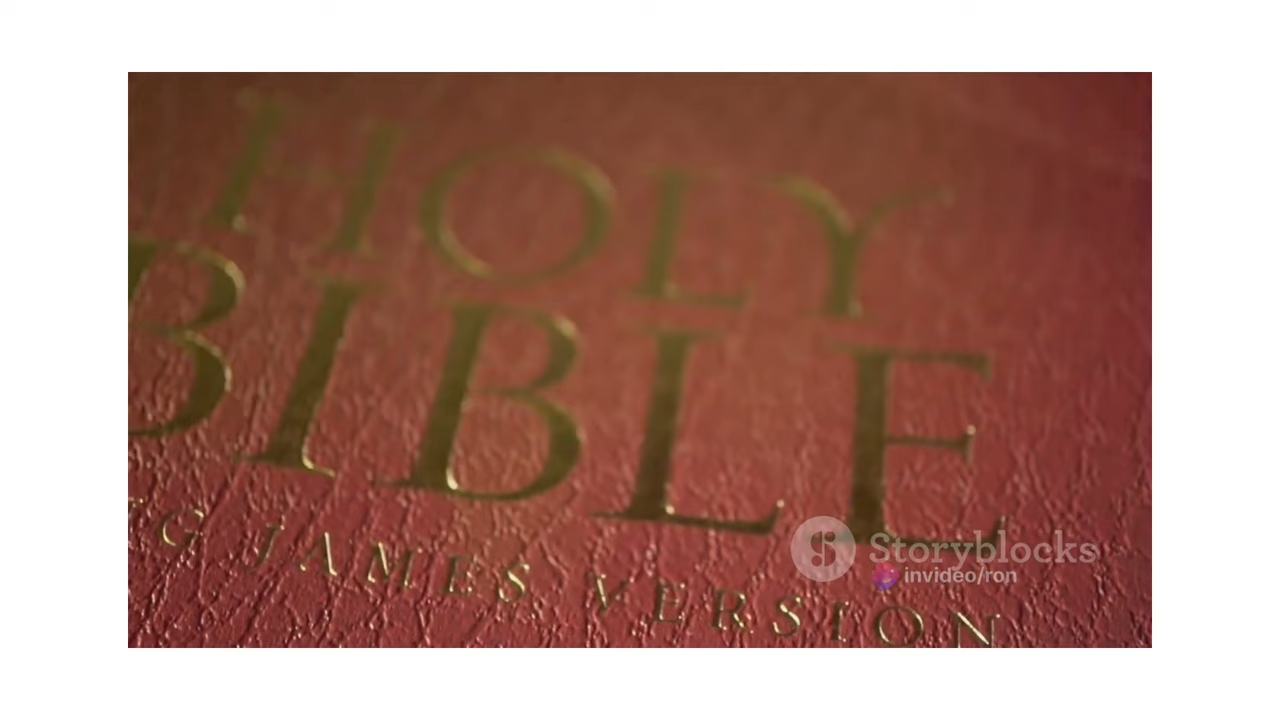 HOLY
BIBLE
G JAMES VERSION
Storyblocks
invideo/ron